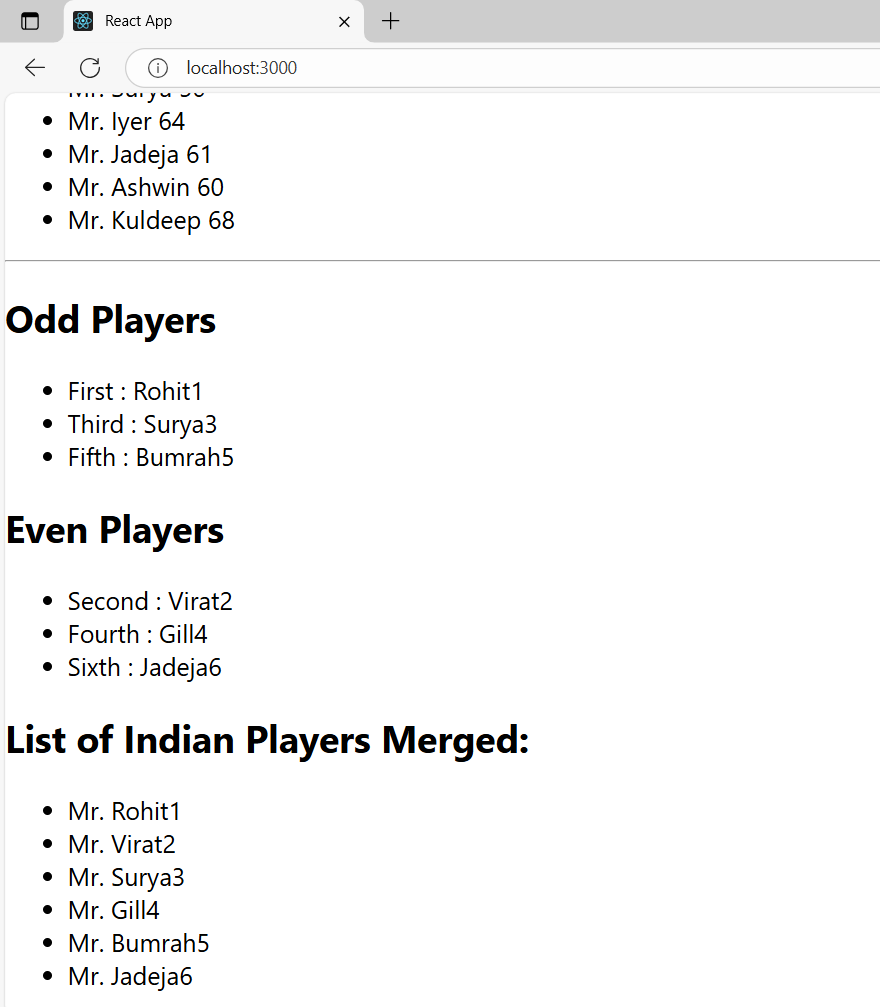 React App
localhost:3000
Mr. Iyer 64
Mr. Jadeja 61
Mr. Ashwin 60
Mr. Kuldeep 68
Odd Players
First : Rohit1
Third : Surya3
Fifth : Bumrah5
Even Players
Second : Virat2
Fourth : Gill4
Sixth : Jadeja6
List of Indian Players Merged:
Mr. Rohit1
Mr. Virat2
Mr. Surya3
Mr. Gill4
Mr. Bumrah5
Mr. Jadeja6